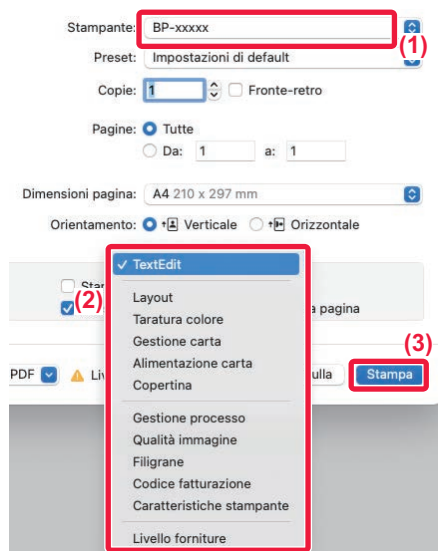 Stampante: BP-xxxxx
(1)
Preset: Impostazioni di default
Copie: 1 Fronte-retro
Pagine: Tutte
Da: 1 a: 1
Dimensioni pagina: A4 210 x 297 mm
Orientamento: Verticale Orizzontale
✓ TextEdit
(2)
Layout
pagina
Taratura colore
Gestione carta
Alimentazione carta
Copertina
(3)
PDF
Stampa
Gestione processo
Qualità immagine
Filigrane
Codice fatturazione
Caratteristiche stampante
Livello forniture